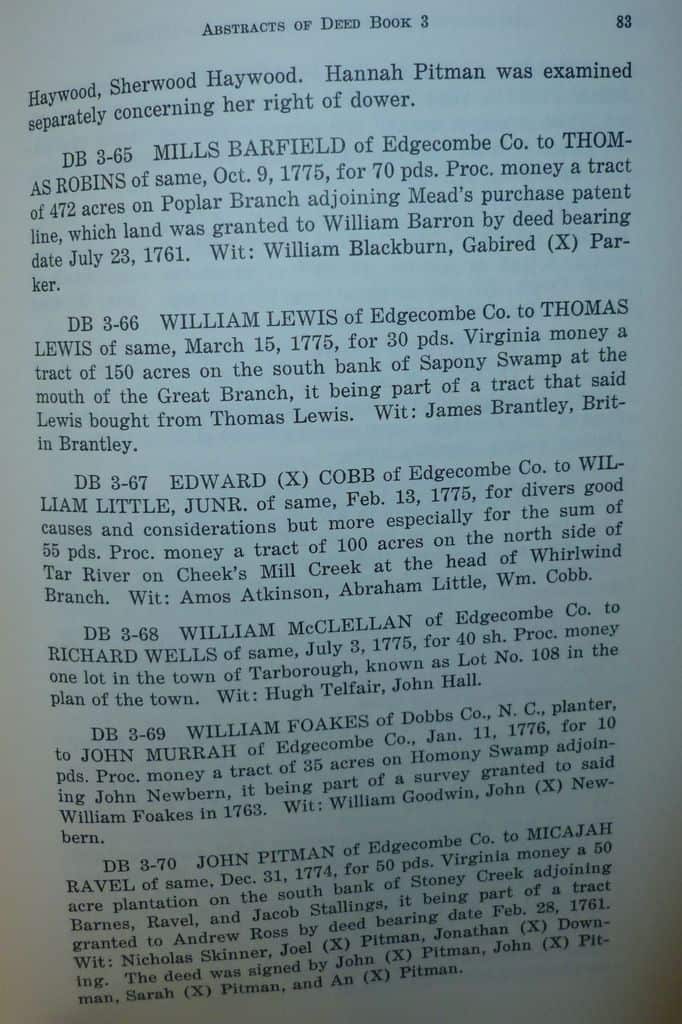 ABSTRACTS OF DEED BOOK 3 83
Haywood, Sherwood Haywood. Hannah Pitman was examined
separately concerning her right of dower.
DB 3-65 MILLS BARFIELD of Edgecombe Co. to THOM-
AS ROBINS of same, Oct. 9, 1775, for 70 pds. Proc. money a tract
of 472 acres on Poplar Branch adjoining Mead's purchase patent
line, which land was granted to William Barron by deed bearing
date July 23, 1761. Wit: William Blackburn, Gabired (X) Par-
ker.
DB 3-66 WILLIAM LEWIS of Edgecombe Co. to THOMAS
LEWIS of same, March 15, 1775, for 30 pds. Virginia money a
tract of 150 acres on the south bank of Sapony Swamp at the
mouth of the Great Branch, it being part of a tract that said
Lewis bought from Thomas Lewis. Wit: James Brantley, Brit-
in Brantley.
DB 3-67 EDWARD (X) COBB of Edgecombe Co. to WIL-
LIAM LITTLE, JUNR. of same, Feb. 13, 1775, for divers good
causes and considerations but more especially for the sum of
55 pds. Proc. money a tract of 100 acres on the north side of
Tar River on Cheek's Mill Creek at the head of Whirlwind
Branch. Wit: Amos Atkinson, Abraham Little, Wm. Cobb.
DB 3-68 WILLIAM McCLELLAN of Edgecombe Co. to
RICHARD WELLS of same, July 3, 1775, for 40 sh. Proc. money
one lot in the town of Tarborough, known as Lot No. 108 in the
plan of the town. Wit: Hugh Telfair, John Hall.
DB 3-69 WILLIAM FOAKES of Dobbs Co., N. C., planter,
to JOHN MURRAH of Edgecombe Co., Jan. 11, 1776, for 10
pds. Proc. money a tract of 35 acres on Homony Swamp adjoin-
ing John Newbern, it being part of a survey granted to said
William Foakes in 1763. Wit: William Goodwin, John (X) New-
bern.
DB 3-70 JOHN PITMAN of Edgecombe Co. to MICAJAH
RAVEL of same, Dec. 31, 1774, for 50 pds. Virginia money a 50
acre plantation on the south bank of Stoney Creek adjoining
Barnes, Ravel, and Jacob Stallings, it being part of a tract
granted to Andrew Ross by deed bearing date Feb. 28, 1761.
Wit: Nicholas Skinner, Joel (X) Pitman, Jonathan (X) Down-
ing. The deed was signed by John (X) Pitman, John (X) Pit-
man, Sarah (X) Pitman, and An (X) Pitman.